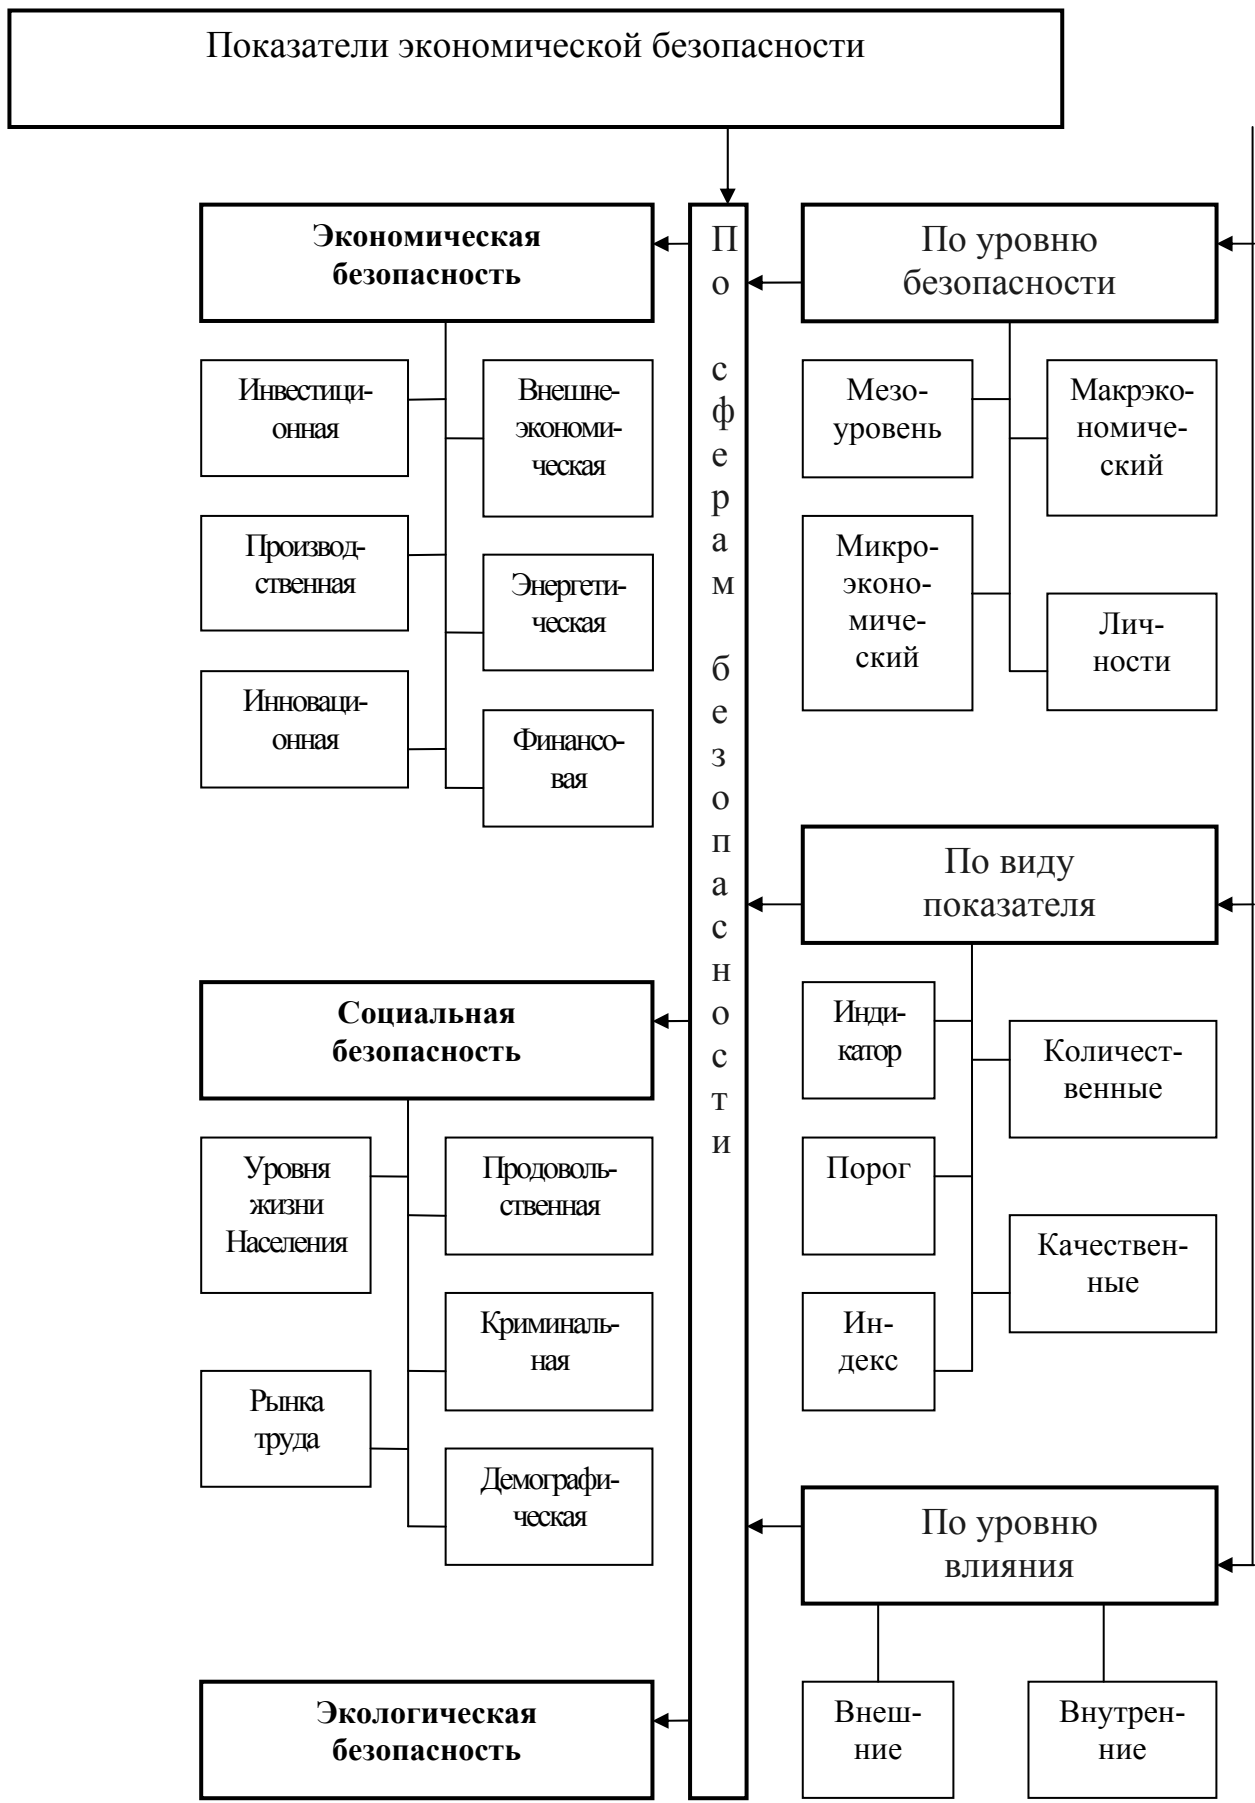 Показатели экономической безопасности
Экономическая
безопасность
Инвестици-
онная
Внешне-
экономи-
ческая
Производ-
ственная
Энергети-
ческая
Инноваци-
онная
Финансо-
вая
Социальная
безопасность
Уровня
жизни
Населения
Продоволь-
ственная
Криминаль-
ная
Рынка
труда
Демографи-
ческая
Экологическая
безопасность
По сферам безопасности
По уровню
безопасности
Мезо-
уровень
Макрэко-
номиче-
ский
Микро-
эконо-
миче-
ский
Лич-
ности
По виду
показателя
Инди-
катор
Количест-
венные
Порог
Качествен-
ные
Ин-
декс
По уровню
влияния
Внеш-
ние
Внутрен-
ние